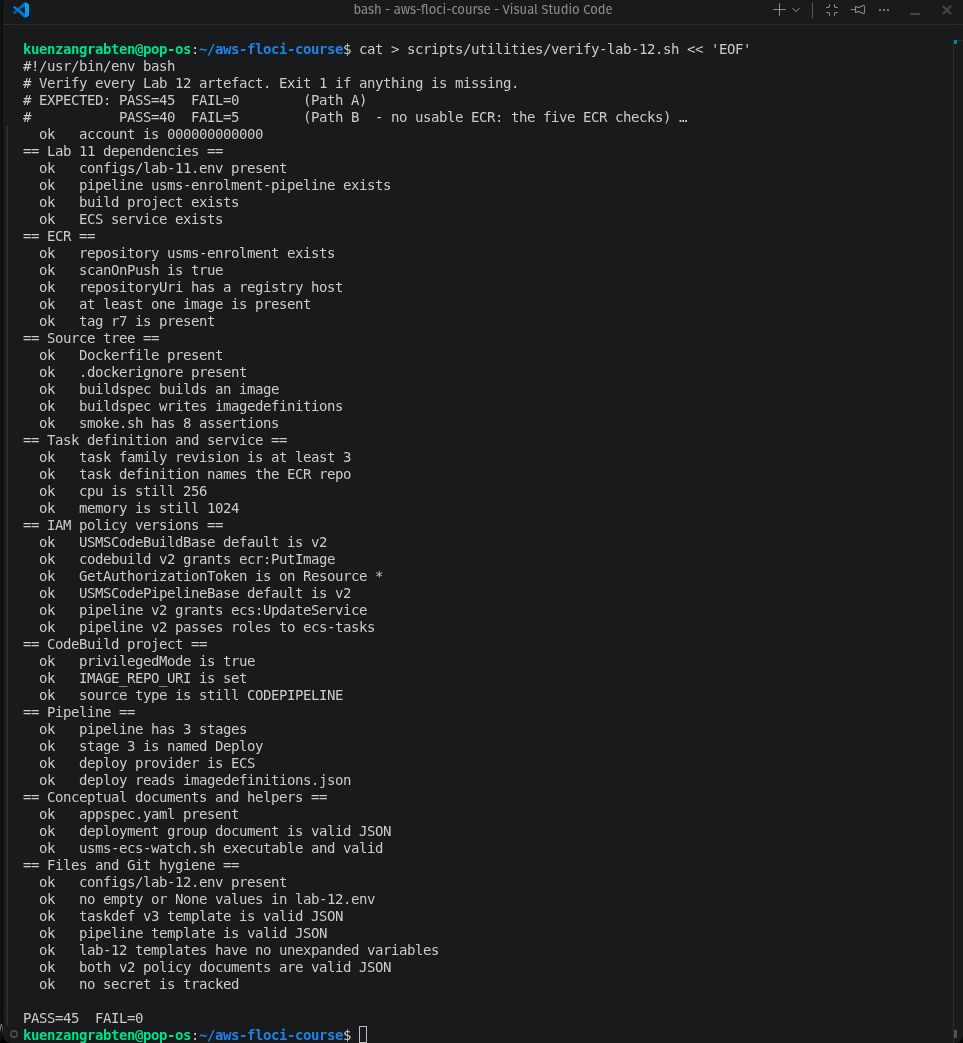 bash - aws-floci-course - Visual Studio Code
kuenzangrabten@pop-os:~/aws-floci-course$ cat > scripts/utilities/verify-lab-12.sh << 'EOF'
#!/usr/bin/env bash
# Verify every Lab 12 artefact. Exit 1 if anything is missing.
# EXPECTED: PASS=45  FAIL=0        (Path A)
#           PASS=40  FAIL=5        (Path B  - no usable ECR: the five ECR checks) …
  ok   account is 000000000000
== Lab 11 dependencies ==
  ok   configs/lab-11.env present
  ok   pipeline usms-enrolment-pipeline exists
  ok   build project exists
  ok   ECS service exists
== ECR ==
  ok   repository usms-enrolment exists
  ok   scanOnPush is true
  ok   repositoryUri has a registry host
  ok   at least one image is present
  ok   tag r7 is present
== Source tree ==
  ok   Dockerfile present
  ok   .dockerignore present
  ok   buildspec builds an image
  ok   buildspec writes imagedefinitions
  ok   smoke.sh has 8 assertions
== Task definition and service ==
  ok   task family revision is at least 3
  ok   task definition names the ECR repo
  ok   cpu is still 256
  ok   memory is still 1024
== IAM policy versions ==
  ok   USMSCodeBuildBase default is v2
  ok   codebuild v2 grants ecr:PutImage
  ok   GetAuthorizationToken is on Resource *
  ok   USMSCodePipelineBase default is v2
  ok   pipeline v2 grants ecs:UpdateService
  ok   pipeline v2 passes roles to ecs-tasks
== CodeBuild project ==
  ok   privilegedMode is true
  ok   IMAGE_REPO_URI is set
  ok   source type is still CODEPIPELINE
== Pipeline ==
  ok   pipeline has 3 stages
  ok   stage 3 is named Deploy
  ok   deploy provider is ECS
  ok   deploy reads imagedefinitions.json
== Conceptual documents and helpers ==
  ok   appspec.yaml present
  ok   deployment group document is valid JSON
  ok   usms-ecs-watch.sh executable and valid
== Files and Git hygiene ==
  ok   configs/lab-12.env present
  ok   no empty or None values in lab-12.env
  ok   taskdef v3 template is valid JSON
  ok   pipeline template is valid JSON
  ok   lab-12 templates have no unexpanded variables
  ok   both v2 policy documents are valid JSON
  ok   no secret is tracked
PASS=45  FAIL=0
kuenzangrabten@pop-os:~/aws-floci-course$